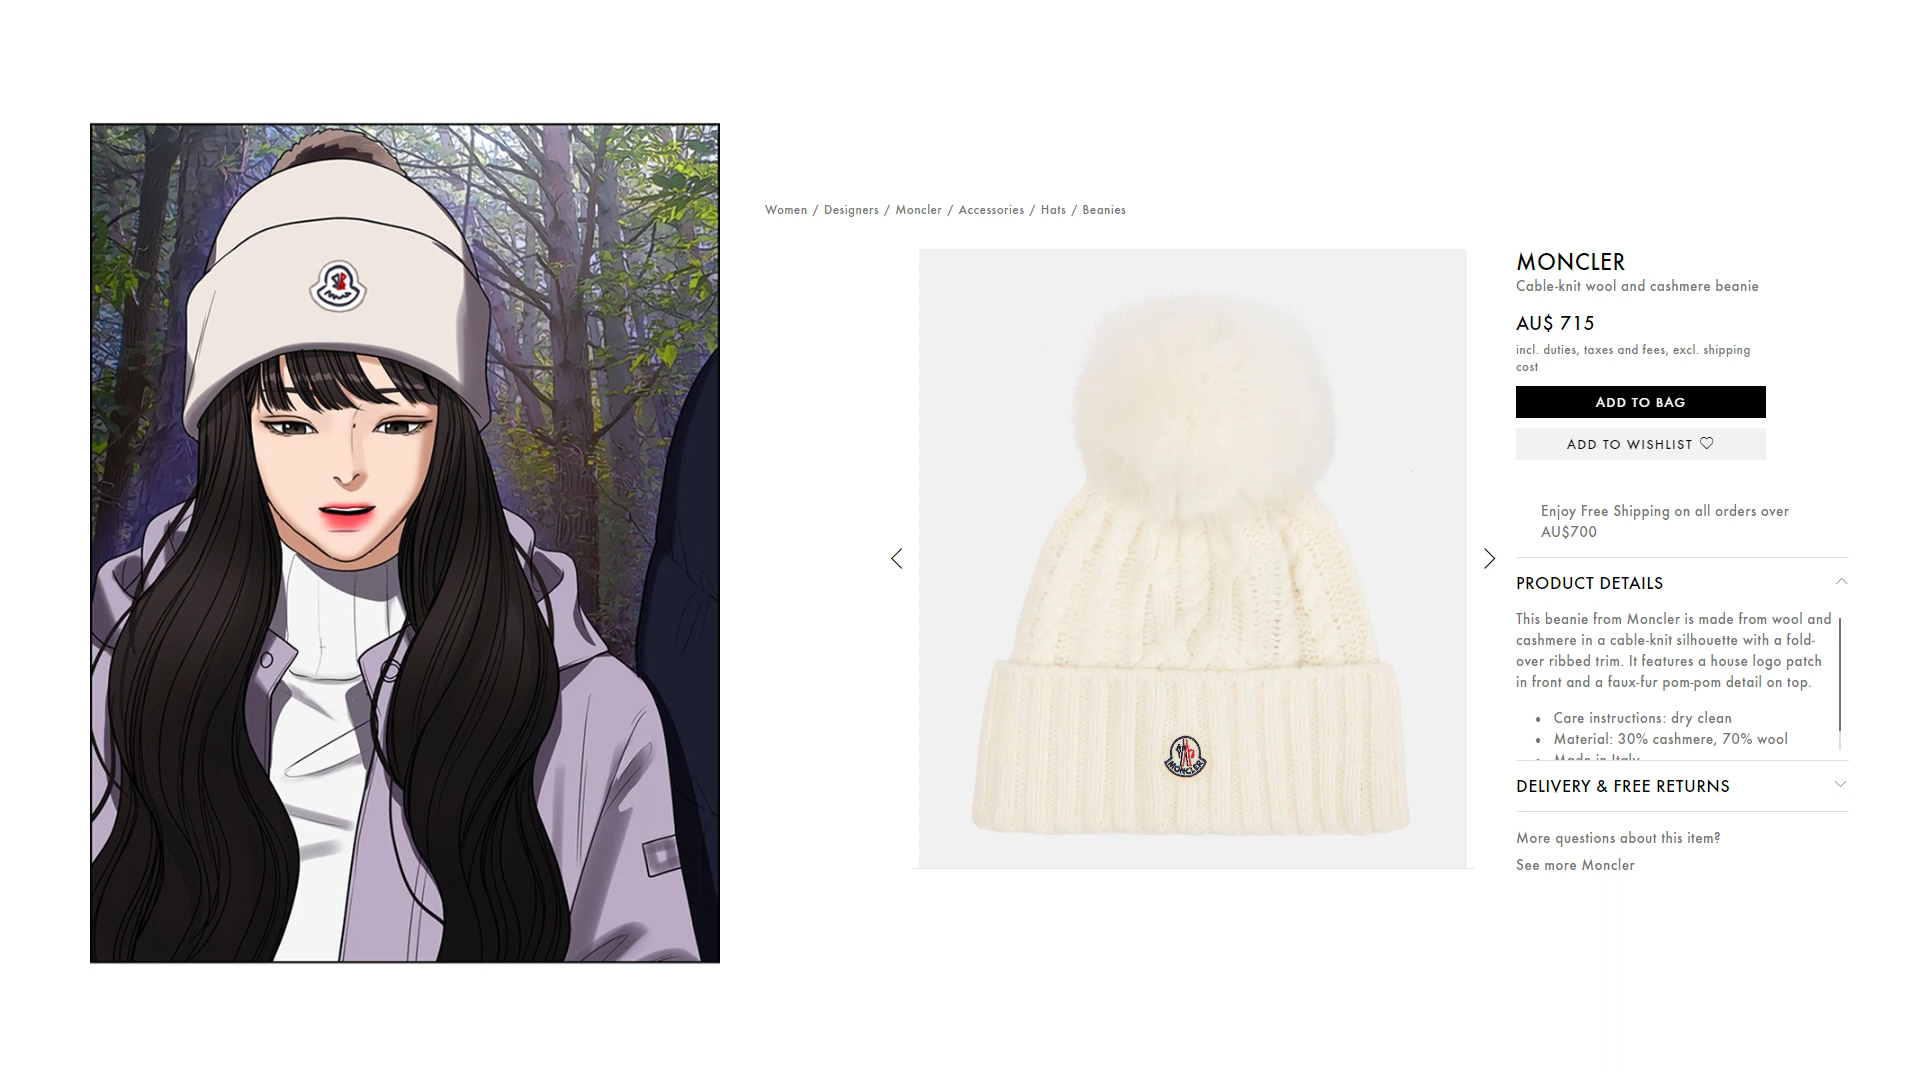 Women / Designers / Moncler / Accessories / Hats / Beanies
MONCLER
Cable-knit wool and cashmere beanie
AU$ 715
incl. duties, taxes and fees, excl. shipping
cost
ADD TO BAG
ADD TO WISHLIST
Enjoy Free Shipping on all orders over
AU$700
PRODUCT DETAILS
This beanie from Moncler is made from wool and
cashmere in a cable-knit silhouette with a fold-
over ribbed trim. It features a house logo patch
in front and a faux-fur pom-pom detail on top.
• Care instructions: dry clean
• Material: 30% cashmere, 70% wool
• Made in Italy
DELIVERY & FREE RETURNS
More questions about this item?
See more Moncler
MONCLER